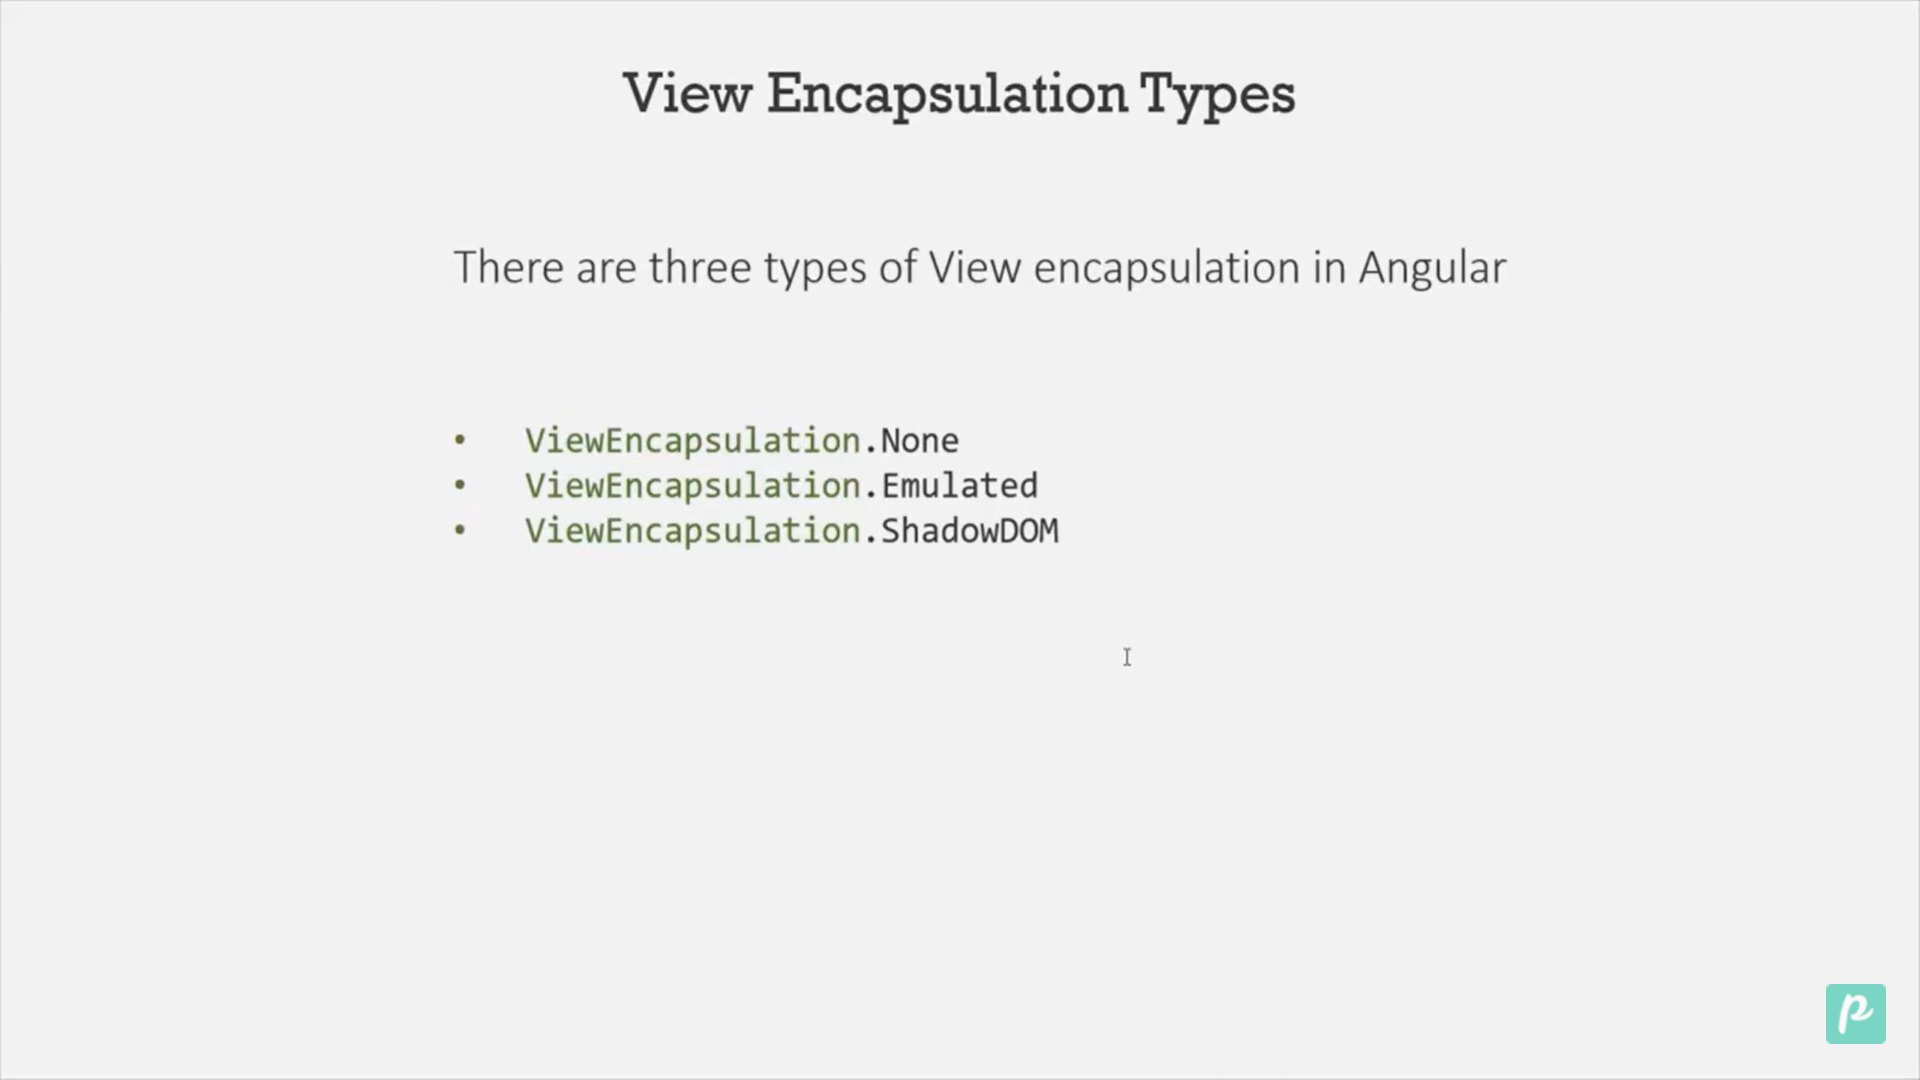 View Encapsulation Types
There are three types of View encapsulation in Angular
• ViewEncapsulation.None
• ViewEncapsulation.Emulated
• ViewEncapsulation.ShadowDOM
p